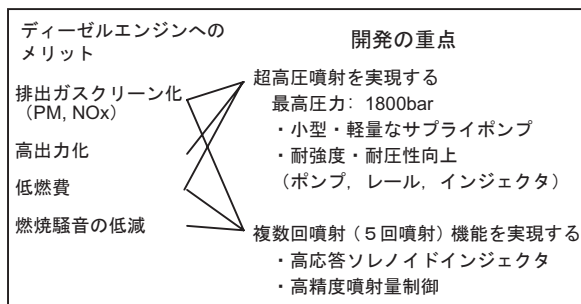 ディーゼルエンジンへの
メリット
排出ガスクリーン化
(PM, NOx)
高出力化
低燃費
燃焼騒音の低減
開発の重点
超高圧噴射を実現する
最高圧力: 1800bar
・小型・軽量なサプライポンプ
・耐強度・耐圧性向上
(ポンプ, レール, インジェクタ)
複数回噴射(5回噴射)機能を実現する
・高応答ソレノイドインジェクタ
・高精度噴射量制御